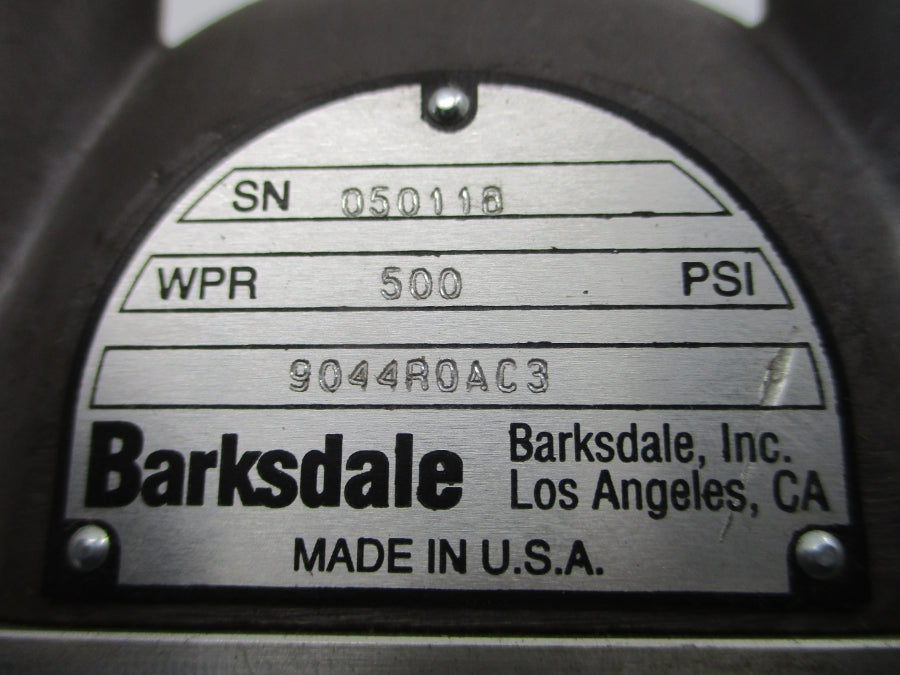 SN 050118
WPR 500 PSI
9044R0AC3
Barksdale
Barksdale, Inc.
Los Angeles, CA
MADE IN U.S.A.